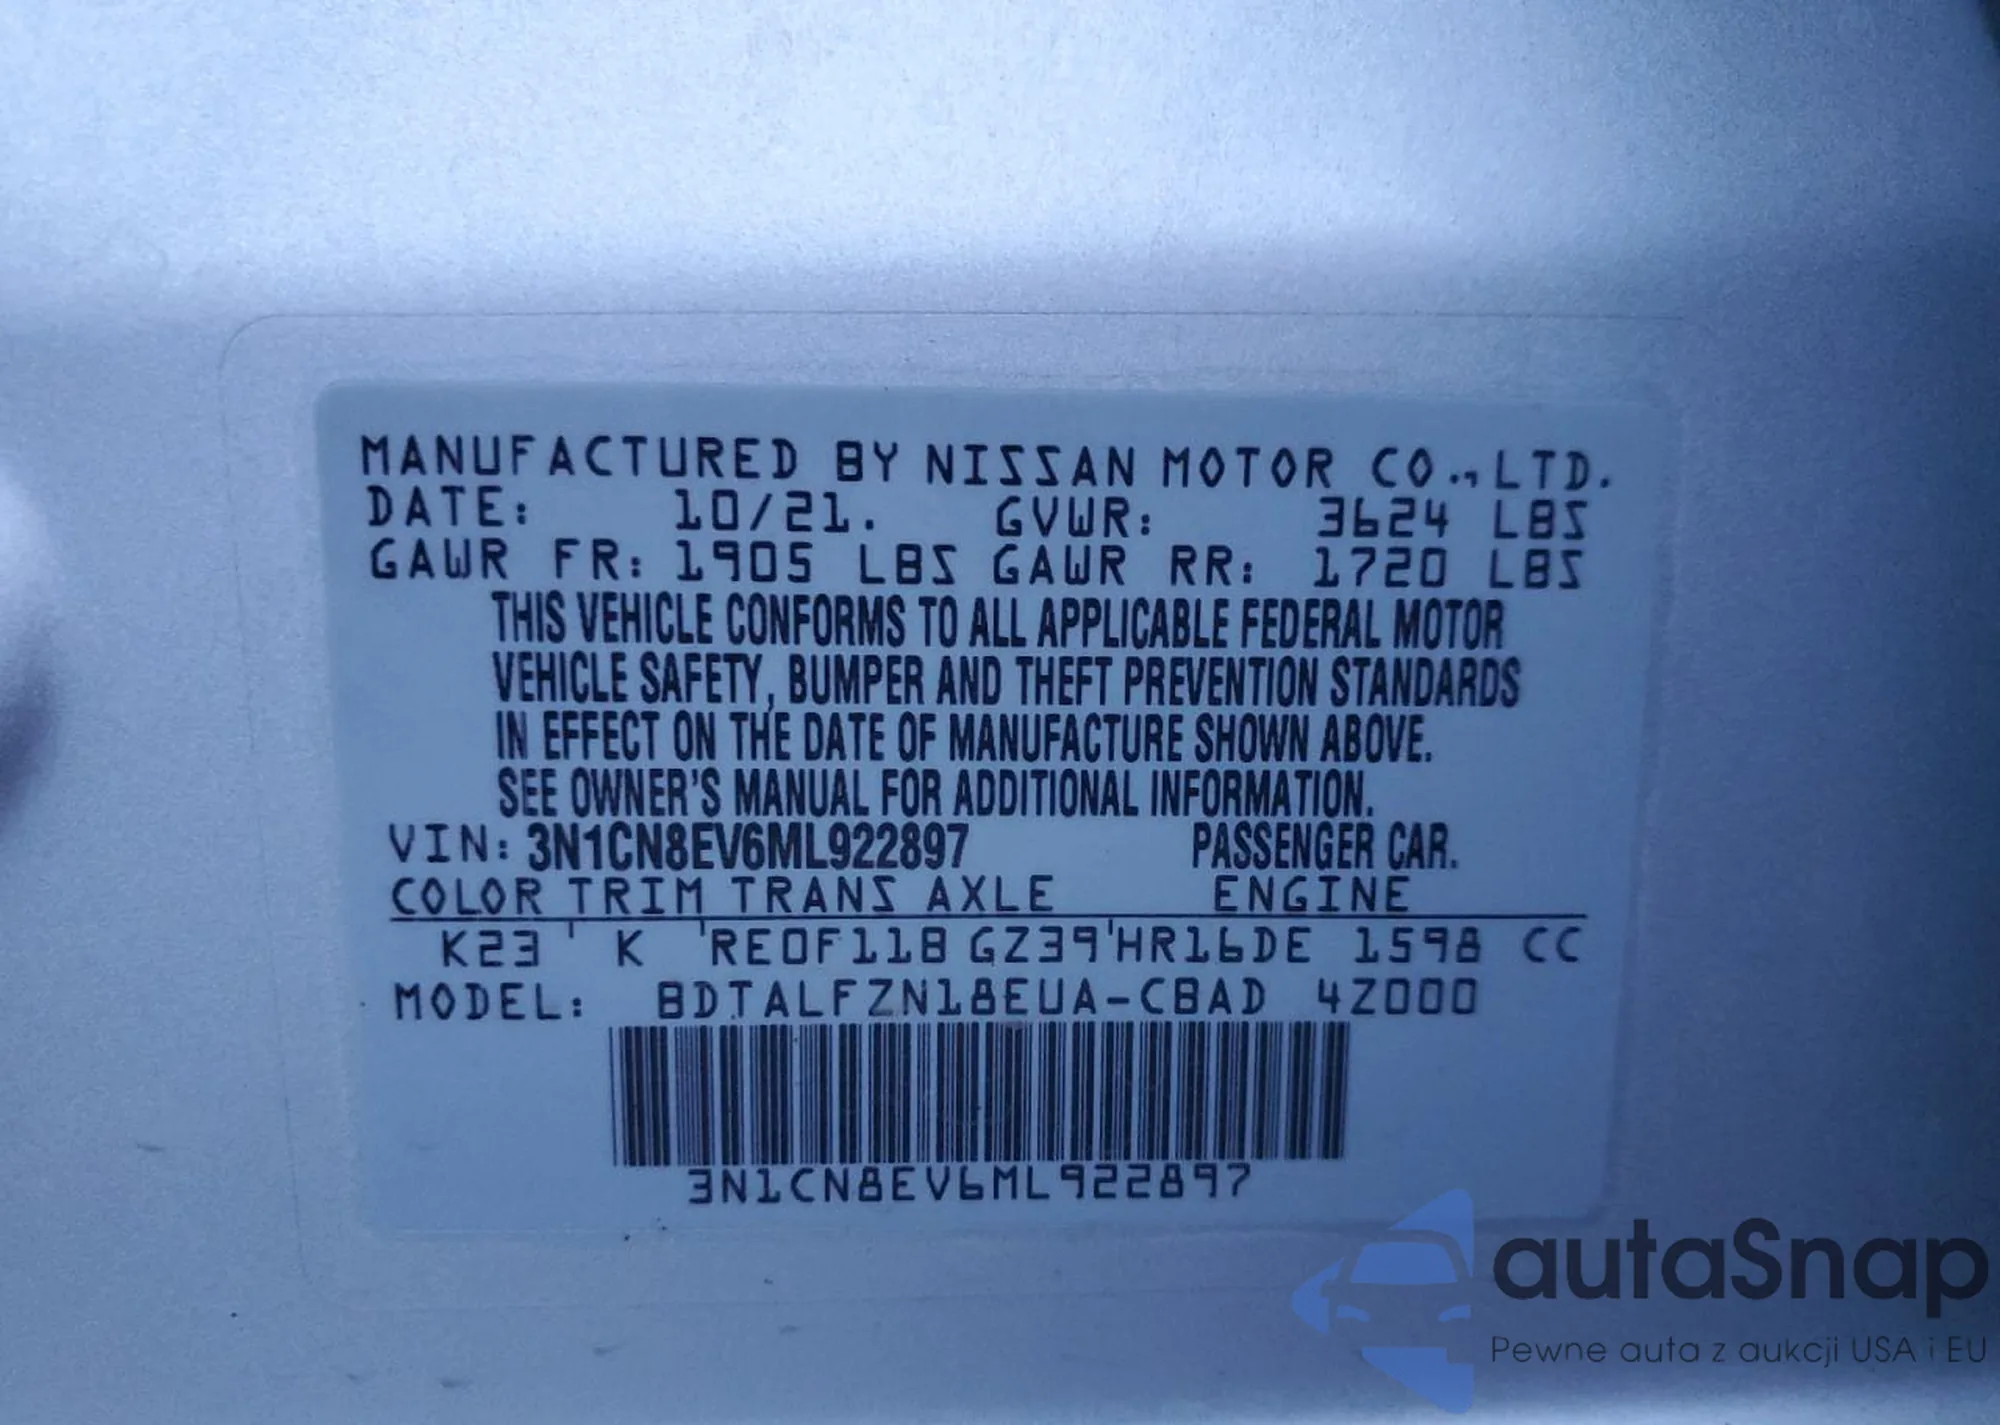 MANUFACTURED BY NISSAN MOTOR CO., LTD.
DATE: 10/21. GVWR: 3624 LBS
GAWR FR: 1905 LBS GAWR RR: 1720 LBS
THIS VEHICLE CONFORMS TO ALL APPLICABLE FEDERAL MOTOR
VEHICLE SAFETY, BUMPER AND THEFT PREVENTION STANDARDS
IN EFFECT ON THE DATE OF MANUFACTURE SHOWN ABOVE.
SEE OWNER'S MANUAL FOR ADDITIONAL INFORMATION.
VIN: 3N1CN8EV6ML922897 PASSENGER CAR.
COLOR TRIM TRANS AXLE ENGINE
K23 K RE0F11B GZ39 HR16DE 1598 CC
MODEL: BDTALFZN18EUA-CBAD 4Z000
3N1CN8EV6ML922897
autaSnap
Pewne auta z aukcji USA i EU